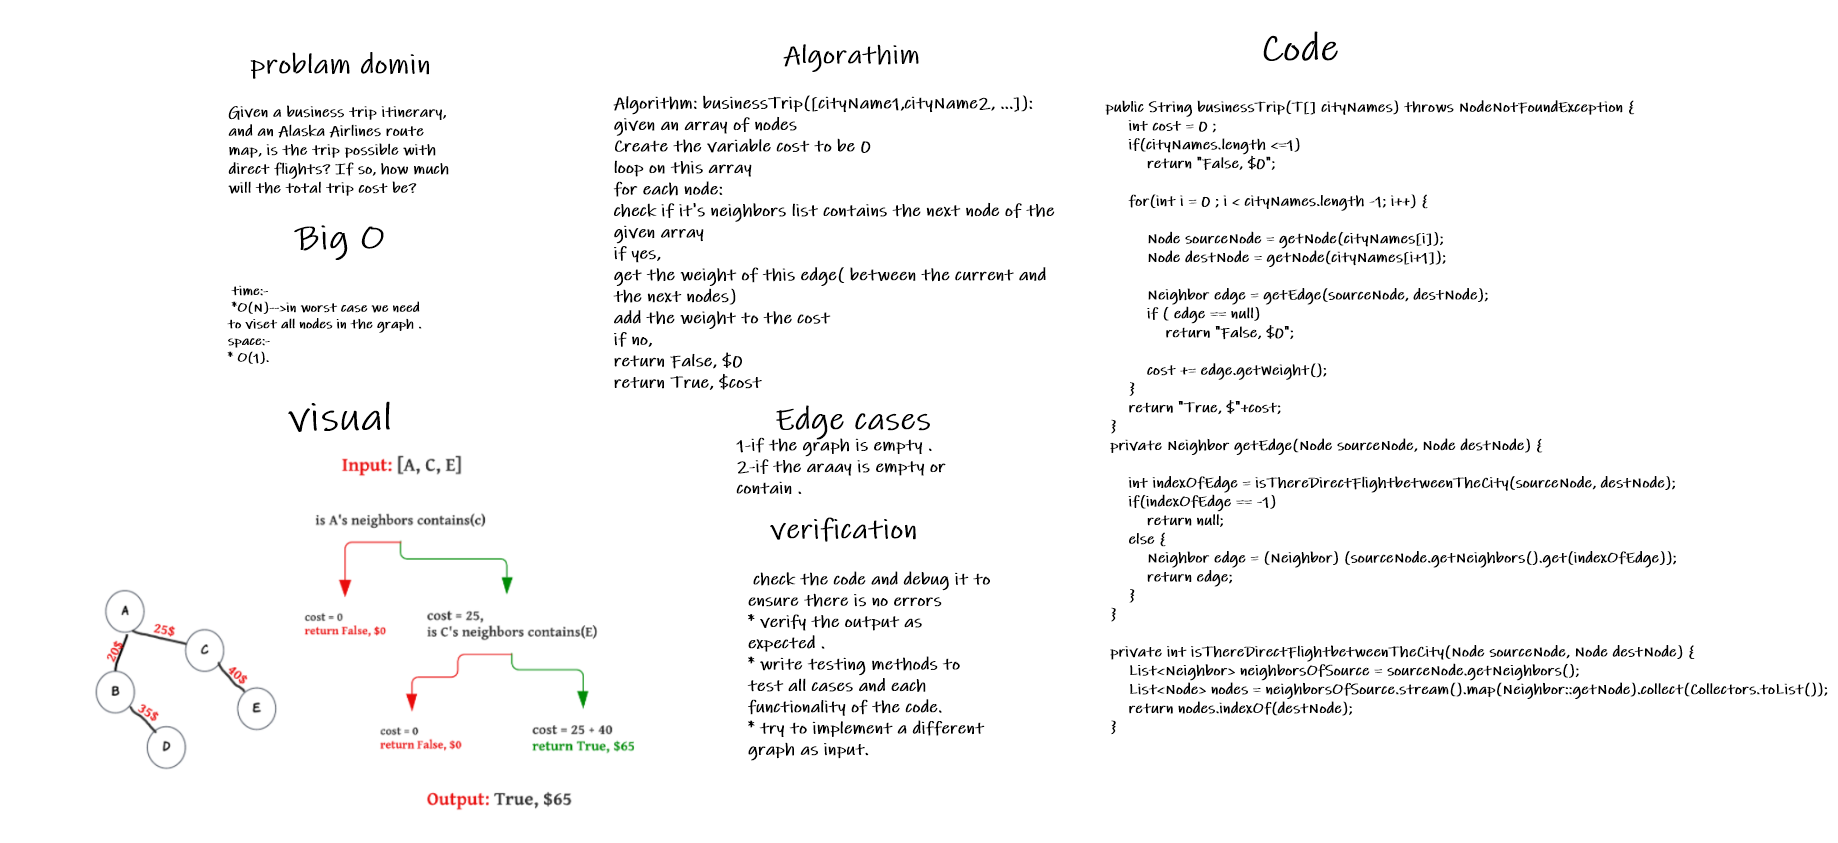 problam domin
Given a business trip itinerary,
and an Alaska Airlines route
map, is the trip possible with
direct flights? If so, how much
will the total trip cost be?
Big O
time:-
*O(N)-->in worst case we need
to viset all nodes in the graph .
space:-
* O(1).
visual
Input: [A, C, E]
is A's neighbors contains(c)
cost = 0
return False, $0
cost = 25,
is C's neighbors contains(E)
cost = 0
return False, $0
cost = 25 + 40
return True, $65
Output: True, $65
A
25$
C
20$
40$
B
E
35$
D
Algorathim
Algorithm: businessTrip([cityName1,cityName2, ...]):
given an array of nodes
Create the variable cost to be 0
loop on this array
for each node:
check if it's neighbors list contains the next node of the
given array
if yes,
get the weight of this edge( between the current and
the next nodes)
add the weight to the cost
if no,
return False, $0
return True, $cost
Edge cases
1-if the graph is empty .
2-if the araay is empty or
contain .
verification
check the code and debug it to
ensure there is no errors
* verify the output as
expected .
* write testing methods to
test all cases and each
functionality of the code.
* try to implement a different
graph as input.
Code
public String businessTrip(T[] cityNames) throws NodeNotFoundException {
int cost = 0 ;
if(cityNames.length <=1)
return "False, $0";
for(int i = 0 ; i < cityNames.length -1; i++) {
Node sourceNode = getNode(cityNames[i]);
Node destNode = getNode(cityNames[i+1]);
Neighbor edge = getEdge(sourceNode, destNode);
if ( edge == null)
return "False, $0";
cost += edge.getWeight();
}
return "True, $"+cost;
}
private Neighbor getEdge(Node sourceNode, Node destNode) {
int indexOfEdge = isThereDirectFlightbetweenTheCity(sourceNode, destNode);
if(indexOfEdge == -1)
return null;
else {
Neighbor edge = (Neighbor) (sourceNode.getNeighbors().get(indexOfEdge));
return edge;
}
}
private int isThereDirectFlightbetweenTheCity(Node sourceNode, Node destNode) {
List<Neighbor> neighborsOfSource = sourceNode.getNeighbors();
List<Node> nodes = neighborsOfSource.stream().map(Neighbor::getNode).collect(Collectors.toList());
return nodes.indexOf(destNode);
}